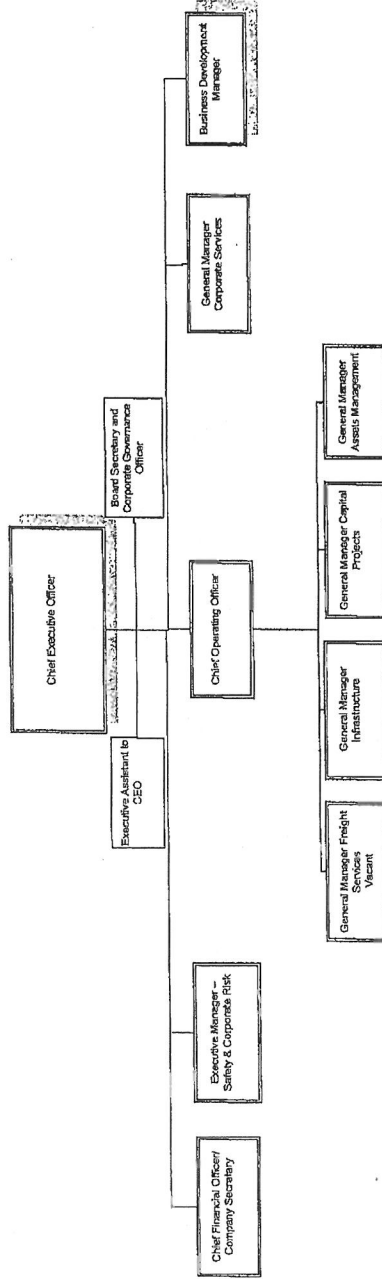 Chief Executive Officer
Executive Assistant to
CEO
Board Secretary and
Corporate Governance
Officer
Chief Financial Officer/
Company Secretary
Executive Manager –
Safety & Corporate Risk
Chief Operating Officer
General Manager
Corporate Services
Business Development
Manager
General Manager Freight
Services
Vacant
General Manager
Infrastructure
General Manager Capital
Projects
General Manager
Assets Management